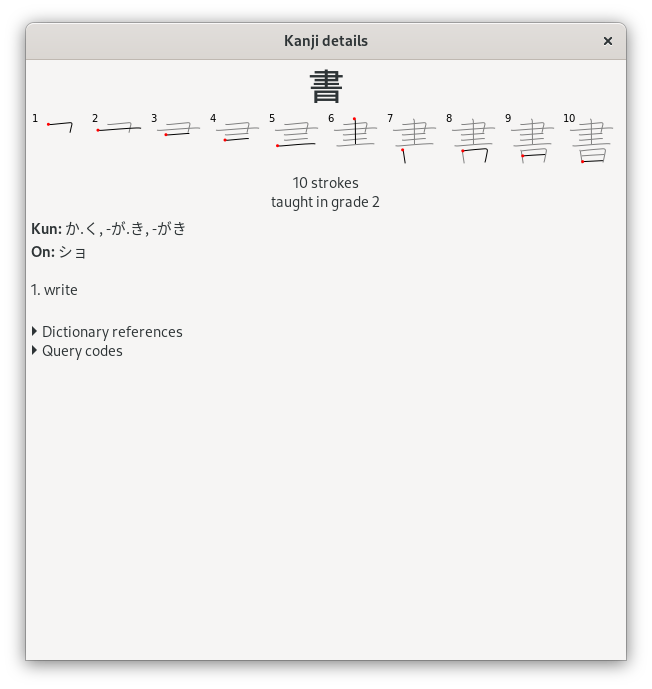 Kanji details
書
1 2 3 4 5 6 7 8 9 10
10 strokes
taught in grade 2
Kun: か.く, -が.き, -がき
On: ショ
1. write
Dictionary references
Query codes